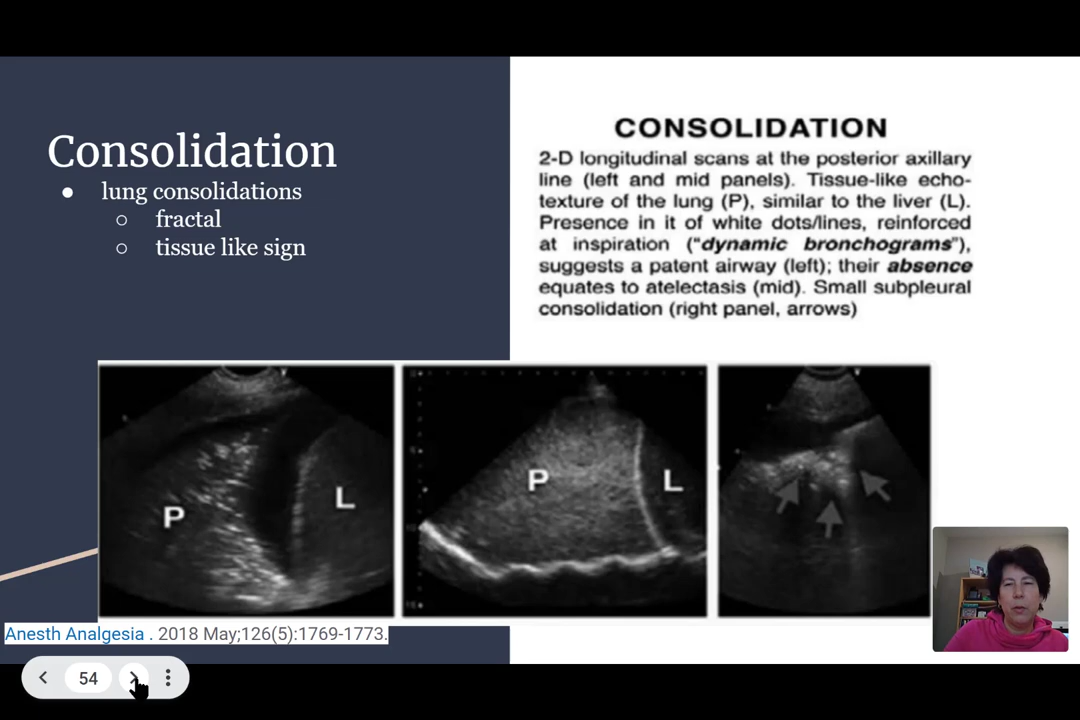 Consolidation
● lung consolidations
○ fractal
○ tissue like sign
CONSOLIDATION
2-D longitudinal scans at the posterior axillary
line (left and mid panels). Tissue-like echo-
texture of the lung (P), similar to the liver (L).
Presence in it of white dots/lines, reinforced
at inspiration ("dynamic bronchograms"),
suggests a patent airway (left); their absence
equates to atelectasis (mid). Small subpleural
consolidation (right panel, arrows)
P
L
P
L
Anesth Analgesia . 2018 May;126(5):1769-1773.
54